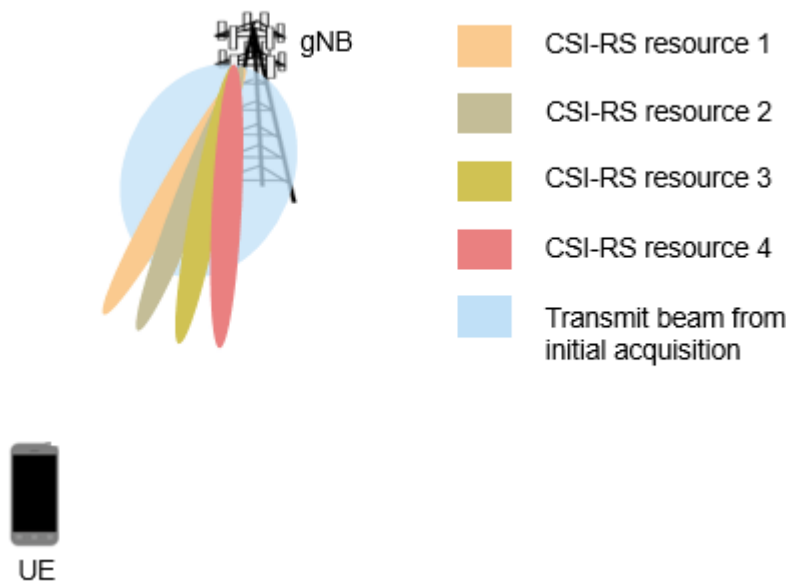 gNB
CSI-RS resource 1
CSI-RS resource 2
CSI-RS resource 3
CSI-RS resource 4
Transmit beam from
initial acquisition
UE